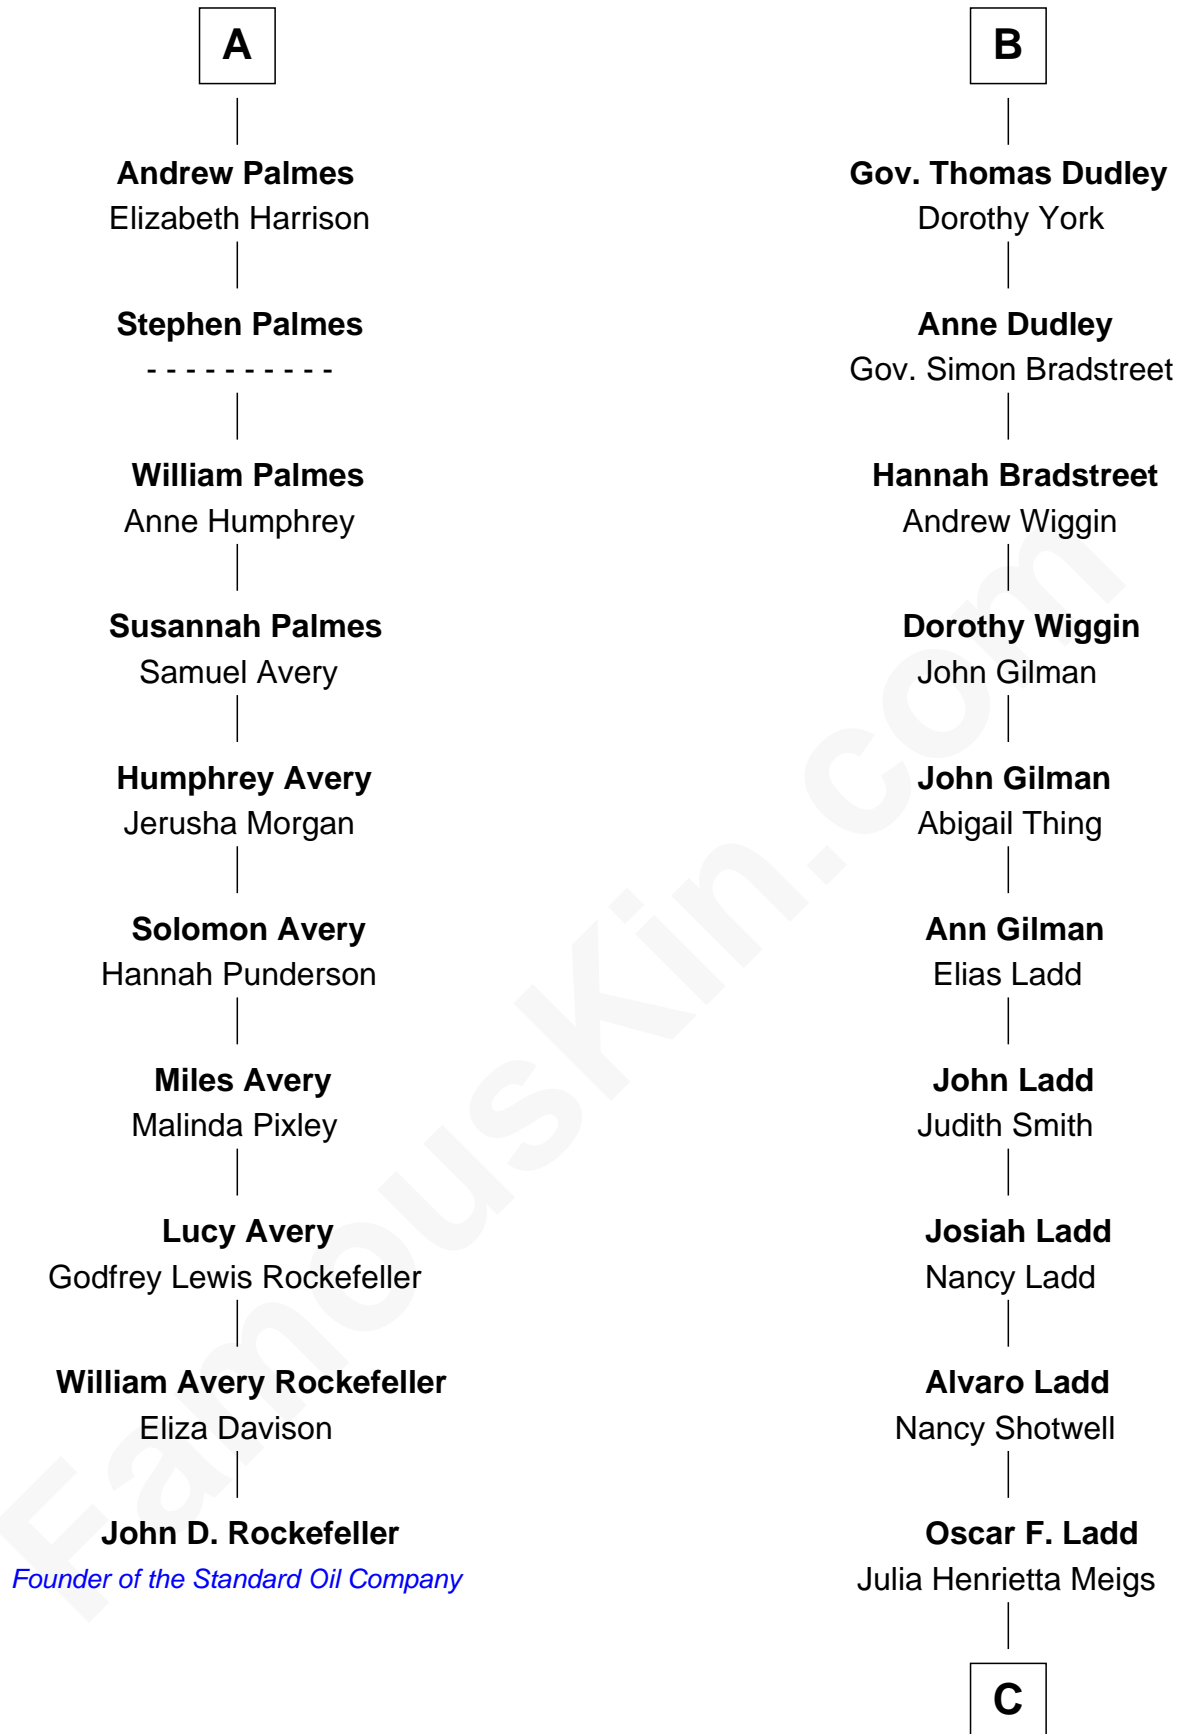 A
Andrew Palmes
Elizabeth Harrison
Stephen Palmes
- - - - - - - - - -
William Palmes
Anne Humphrey
Susannah Palmes
Samuel Avery
Humphrey Avery
Jerusha Morgan
Solomon Avery
Hannah Punderson
Miles Avery
Malinda Pixley
Lucy Avery
Godfrey Lewis Rockefeller
William Avery Rockefeller
Eliza Davison
John D. Rockefeller
Founder of the Standard Oil Company
B
Gov. Thomas Dudley
Dorothy York
Anne Dudley
Gov. Simon Bradstreet
Hannah Bradstreet
Andrew Wiggin
Dorothy Wiggin
John Gilman
John Gilman
Abigail Thing
Ann Gilman
Elias Ladd
John Ladd
Judith Smith
Josiah Ladd
Nancy Ladd
Alvaro Ladd
Nancy Shotwell
Oscar F. Ladd
Julia Henrietta Meigs
C
FamousKin.com